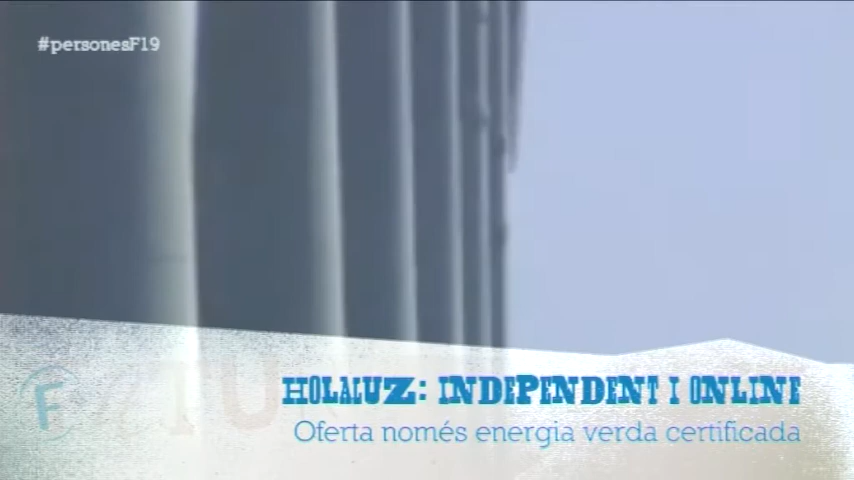 #personesF19
F
HOLALUZ: INDEPENDENT I ONLINE
Oferta només energia verda certificada